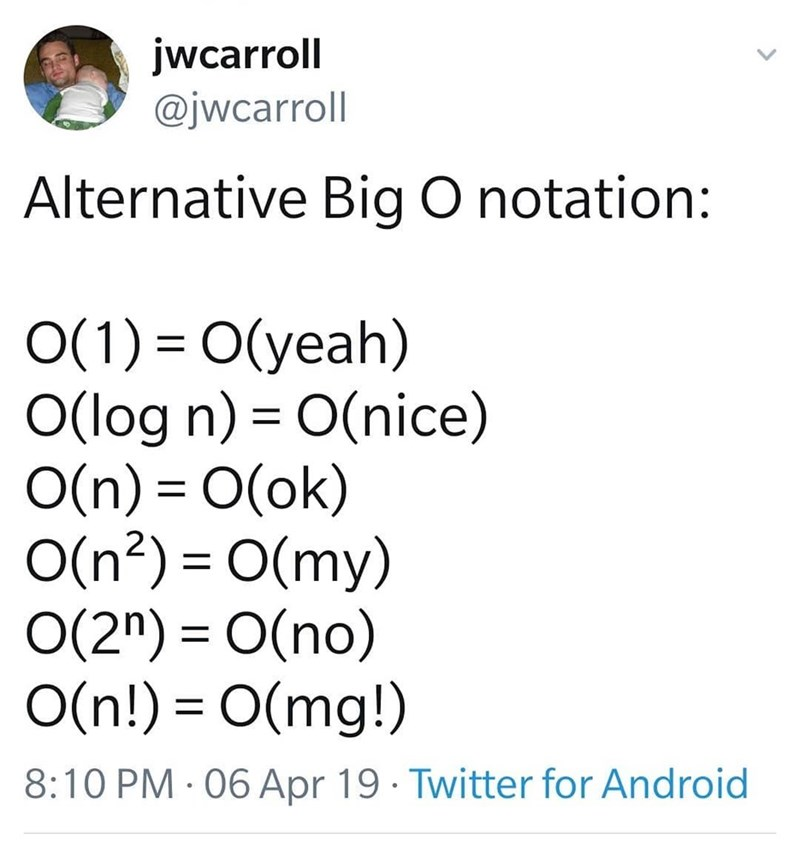 jwcarroll
@jwcarroll
Alternative Big O notation:
O(1) = O(yeah)
O(log n) = O(nice)
O(n) = O(ok)
O(n²) = O(my)
O(2ⁿ) = O(no)
O(n!) = O(mg!)
8:10 PM · 06 Apr 19 · Twitter for Android